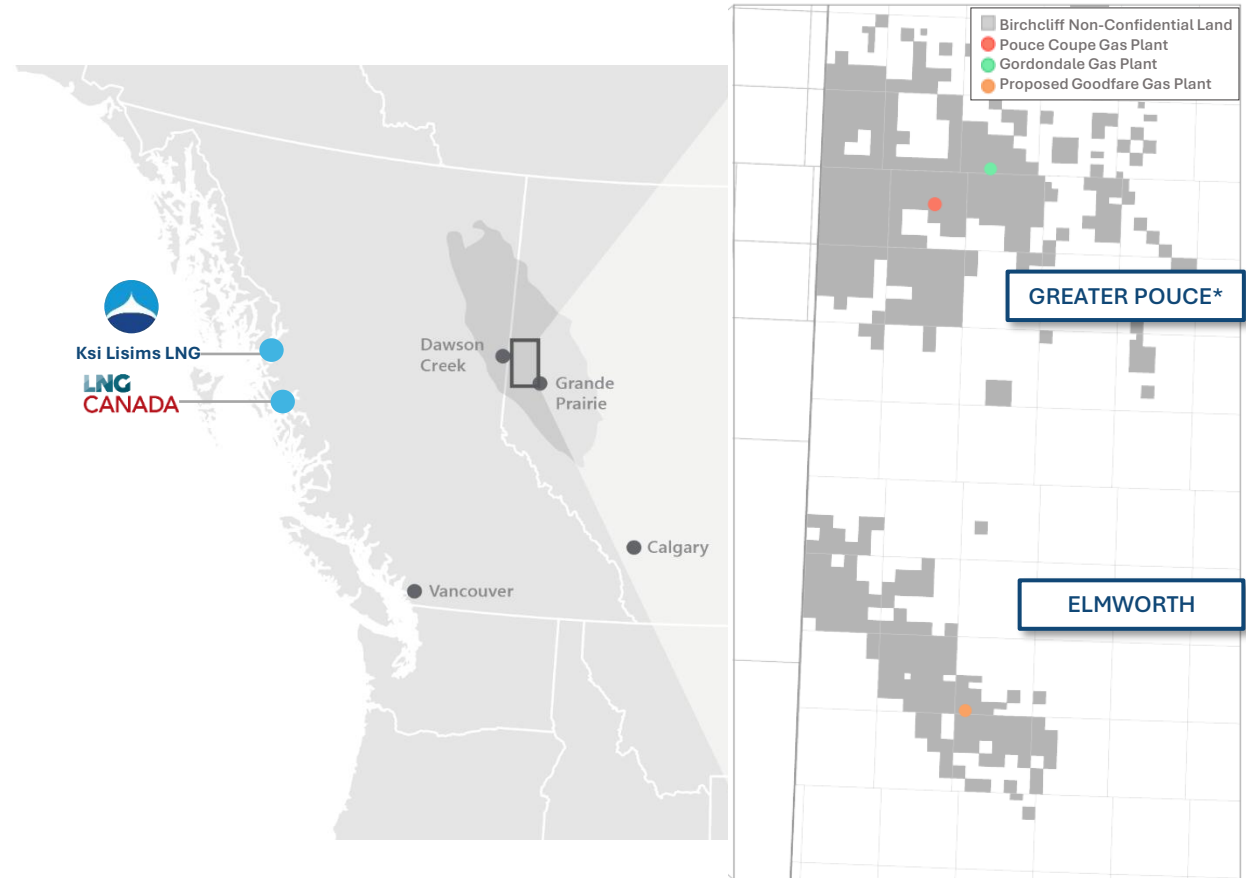 Birchcliff Non-Confidential Land
Pouce Coupe Gas Plant
Gordondale Gas Plant
Proposed Goodfare Gas Plant
GREATER POUCE*
Ksi Lisims LNG
LNG
CANADA
Dawson
Creek
Grande
Prairie
Calgary
Vancouver
ELMWORTH